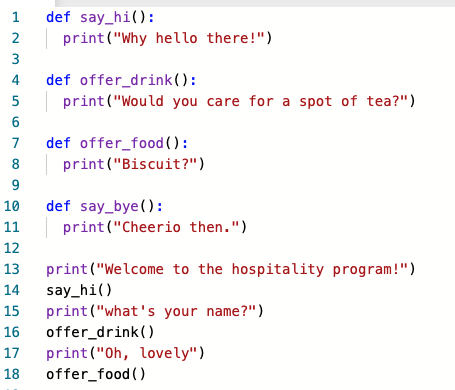 1 def say_hi():
2   print("Why hello there!")
3
4 def offer_drink():
5   print("Would you care for a spot of tea?")
6
7 def offer_food():
8   print("Biscuit?")
9
10 def say_bye():
11   print("Cheerio then.")
12
13 print("Welcome to the hospitality program!")
14 say_hi()
15 print("what's your name?")
16 offer_drink()
17 print("Oh, lovely")
18 offer_food()